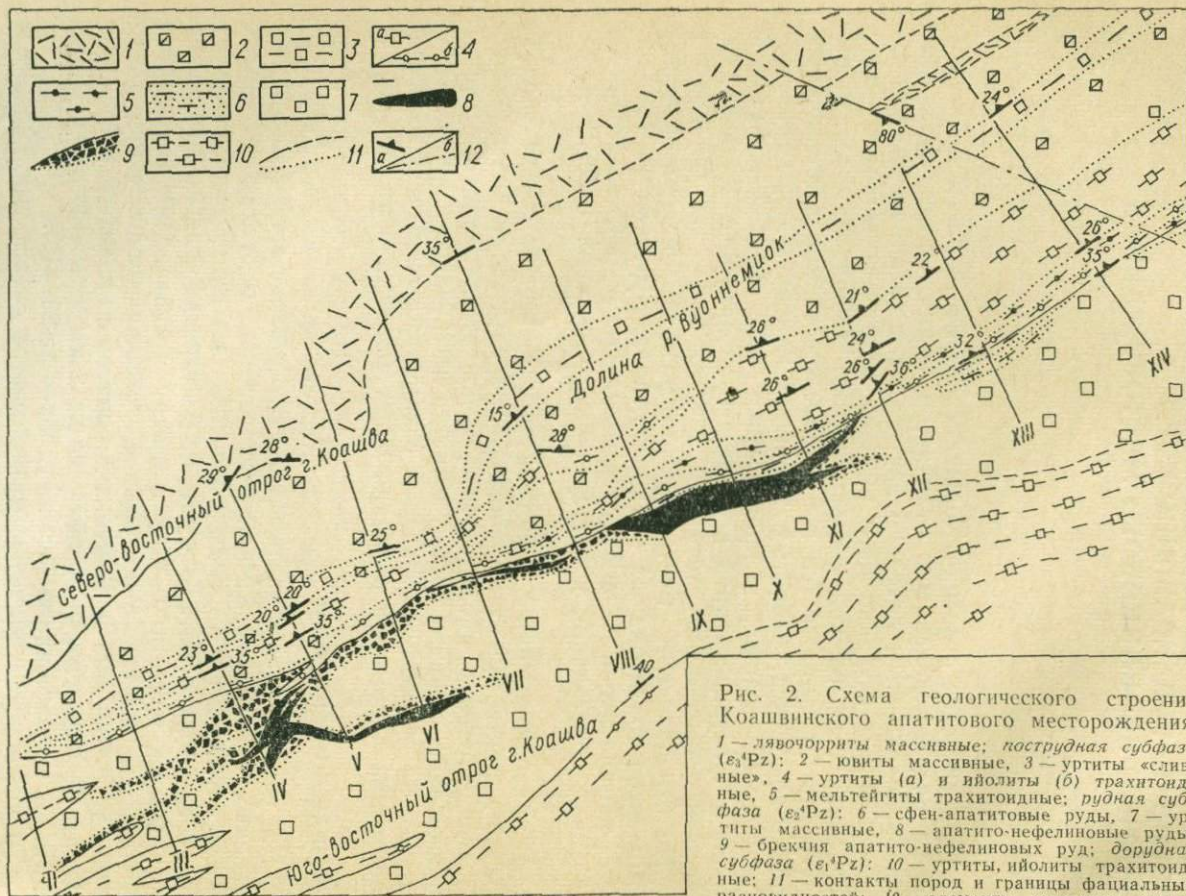 1 2 3 а б 4
5 6 7 8
9 10 11 а б 12
80°
24°
35°
26°
35°
22°
Долина р. Вуоннемиок
21°
26°
24°
32°
15°
26°
26°
36°
XIV
XIII
28°
28°
29°
Северо-восточный отрог г. Коашва
XII
25°
XI
X
20°
20°
IX
35°
VIII
40
23°
35°
VII
VI
V
IV
III
II
Юго-восточный отрог г. Коашва
Рис. 2. Схема геологического строени
Коашвинского апатитового месторождения
1 — лявочорриты массивные; пострудная субфаз
(ε₃⁴Pz): 2 — ювиты массивные, 3 — уртиты «слив
ные», 4 — уртиты (а) и ийолиты (б) трахитоид
ные, 5 — мельтейгиты трахитоидные; рудная суб
фаза (ε₂⁴Pz): 6 — сфен-апатитовые руды, 7 — ур
титы массивные, 8 — апатито-нефелиновые руды
9 — брекчия апатито-нефелиновых руд; дорудна
субфаза (ε₁⁴Pz): 10 — уртиты, ийолиты трахитоид
ные; 11 — контакты пород и границы фациальны